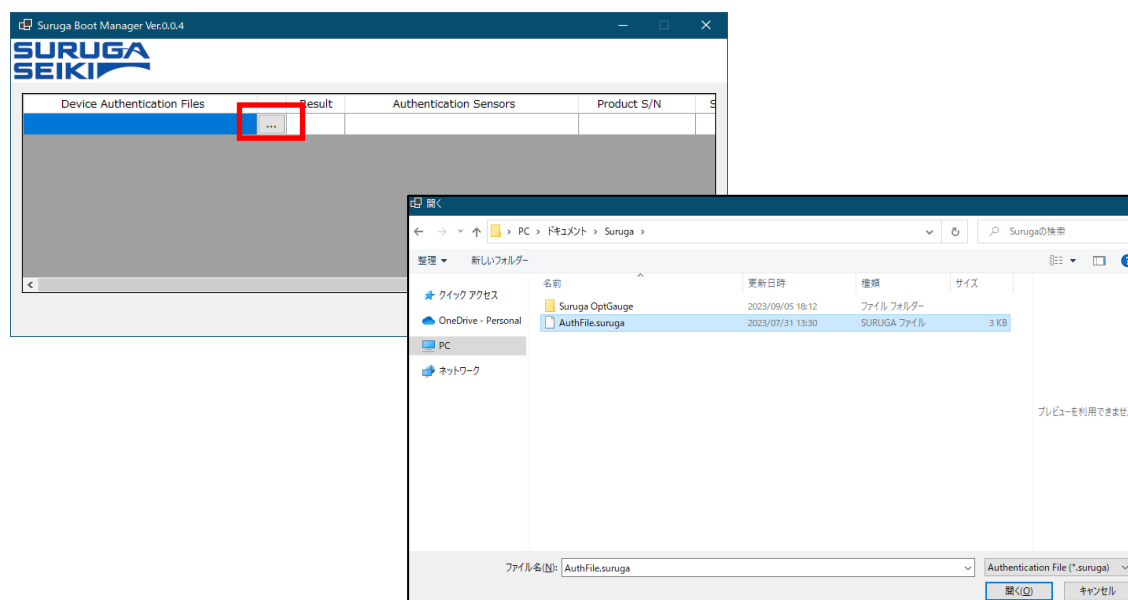 Suruga Boot Manager Ver.0.0.4
SURUGA
SEIKI
Device Authentication Files
Result
Authentication Sensors
Product S/N
S
...
開く
PC › ドキュメント › Suruga ›
Surugaの検索
整理
新しいフォルダー
名前
更新日時
種類
サイズ
クイック アクセス
Suruga OptGauge
2023/09/05 18:12
ファイル フォルダー
OneDrive - Personal
AuthFile.suruga
2023/07/31 13:30
SURUGA ファイル
3 KB
PC
ネットワーク
プレビューを利用できませ
ファイル名(N):
AuthFile.suruga
Authentication File (*.suruga)
開く(O)
キャンセル